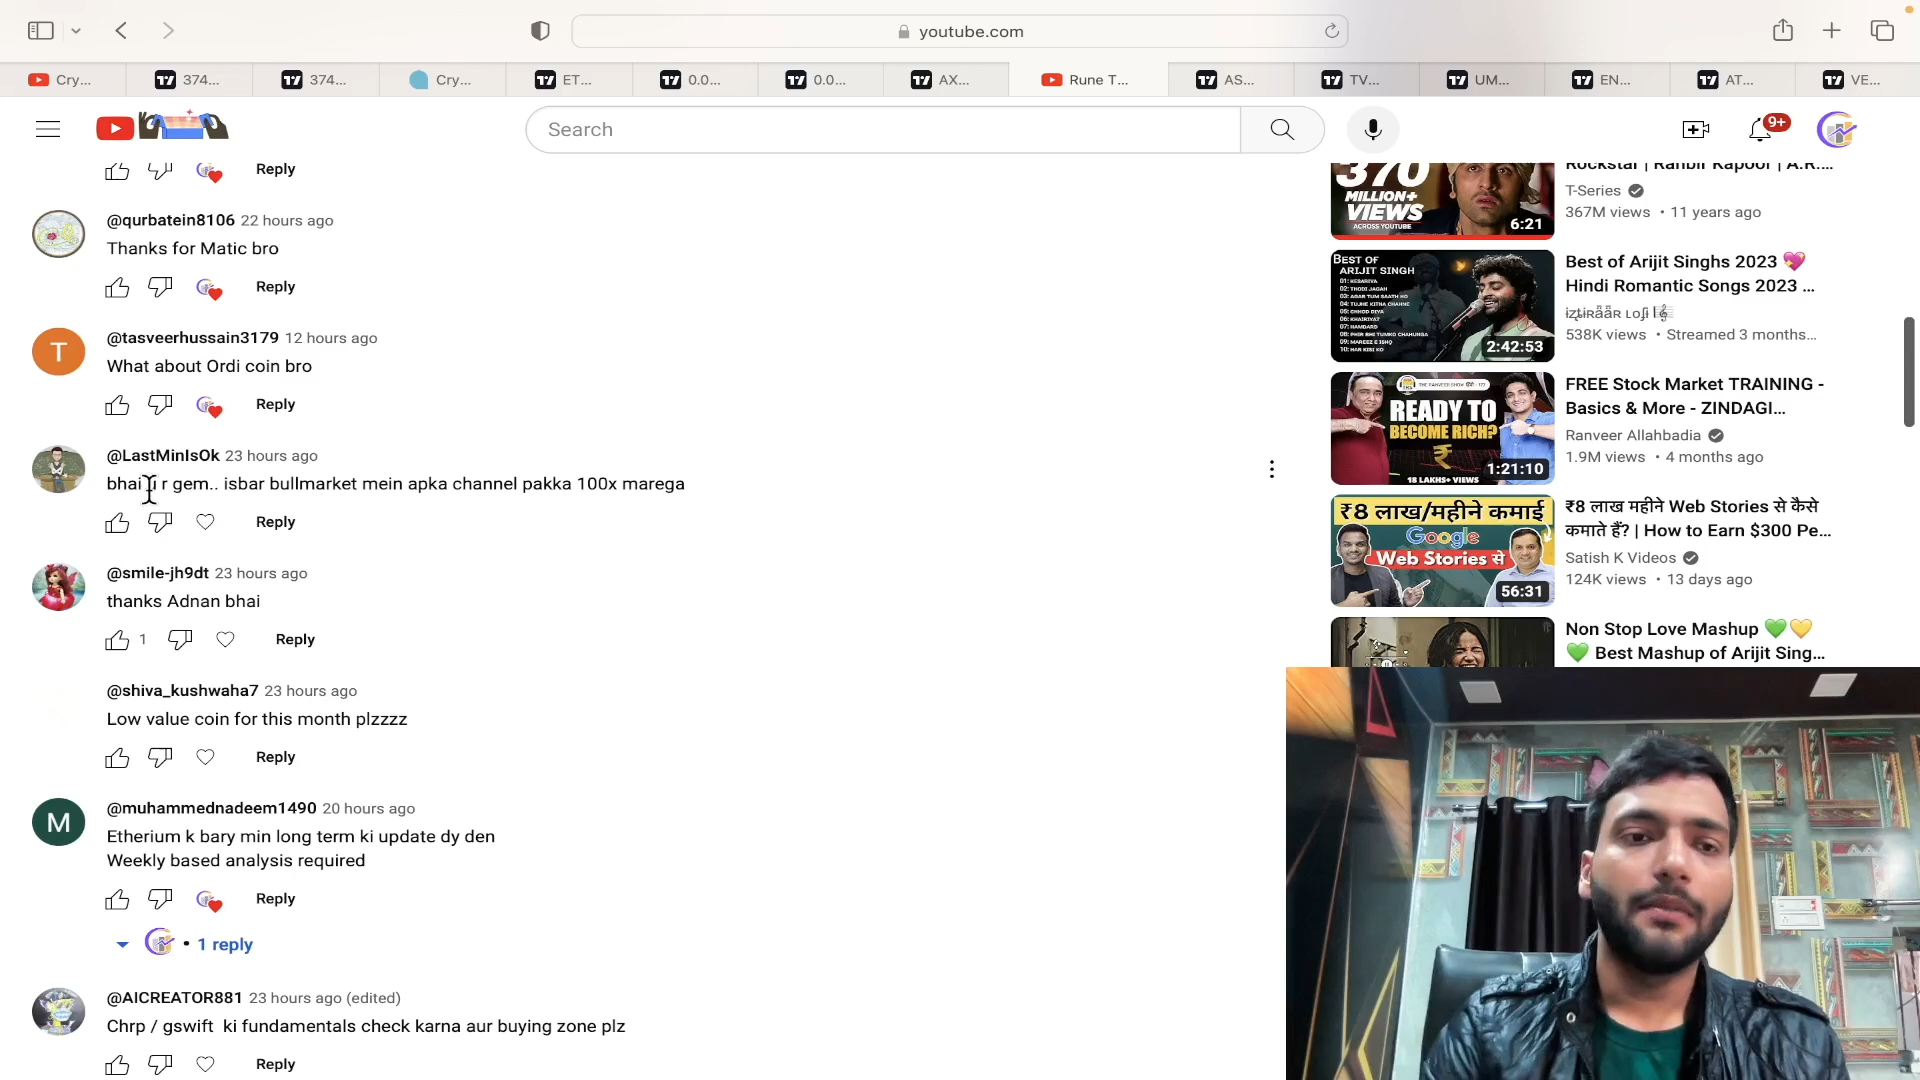 youtube.com
Cry...
374...
374...
Cry...
ET...
0.0...
0.0...
AX...
Rune T...
AS...
TV...
UM...
EN...
AT...
VE...
Search
9+
Reply
@qurbatein8106 22 hours ago
Thanks for Matic bro
Reply
T
@tasveerhussain3179 12 hours ago
What about Ordi coin bro
Reply
@LastMinIsOk 23 hours ago
bhai r gem.. isbar bullmarket mein apka channel pakka 100x marega
Reply
@smile-jh9dt 23 hours ago
thanks Adnan bhai
1 Reply
@shiva_kushwaha7 23 hours ago
Low value coin for this month plzzzz
Reply
M
@muhammednadeem1490 20 hours ago
Etherium k bary min long term ki update dy den
Weekly based analysis required
Reply
• 1 reply
@AICREATOR881 23 hours ago (edited)
Chrp / gswift ki fundamentals check karna aur buying zone plz
Reply
370
MILLION+
VIEWS
ACROSS YOUTUBE
6:21
Rockstar | Ranbir Kapoor | A.R....
T-Series
367M views • 11 years ago
BEST OF
ARIJIT SINGH
2:42:53
Best of Arijit Singhs 2023 💖
Hindi Romantic Songs 2023 ...
538K views • Streamed 3 months...
READY TO
BECOME RICH?
₹
18 LAKHS+ VIEWS
1:21:10
FREE Stock Market TRAINING -
Basics & More - ZINDAGI...
Ranveer Allahbadia
1.9M views • 4 months ago
₹8 लाख/महीने कमाई
Google
Web Stories से
56:31
₹8 लाख महीने Web Stories से कैसे
कमाते हैं? | How to Earn $300 Pe...
Satish K Videos
124K views • 13 days ago
Non Stop Love Mashup 💚💛
💚 Best Mashup of Arijit Sing...